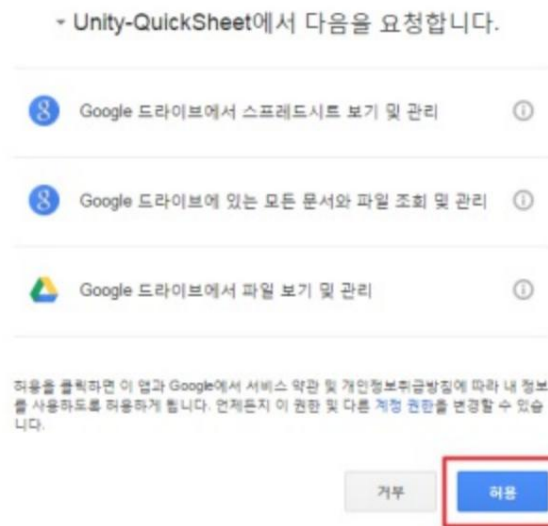 Unity-QuickSheet에서 다음을 요청합니다.
Google 드라이브에서 스프레드시트 보기 및 관리
Google 드라이브에 있는 모든 문서와 파일 조회 및 관리
Google 드라이브에서 파일 보기 및 관리
허용을 클릭하면 이 앱과 Google에서 서비스 약관 및 개인정보취급방침에 따라 내 정보
를 사용하도록 허용하게 됩니다. 언제든지 이 권한 및 다른 계정 권한을 변경할 수 있습
니다.
거부
허용